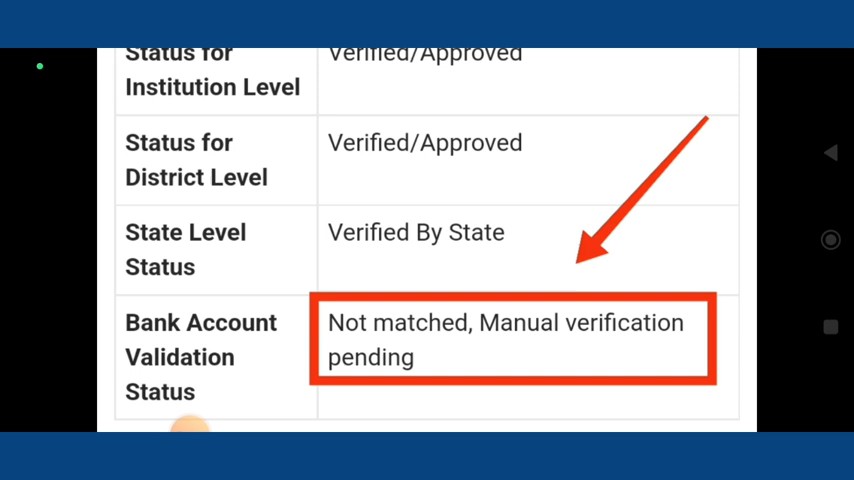 Status for
Institution Level
Verified/Approved
Status for
District Level
Verified/Approved
State Level
Status
Verified By State
Bank Account
Validation
Status
Not matched, Manual verification
pending